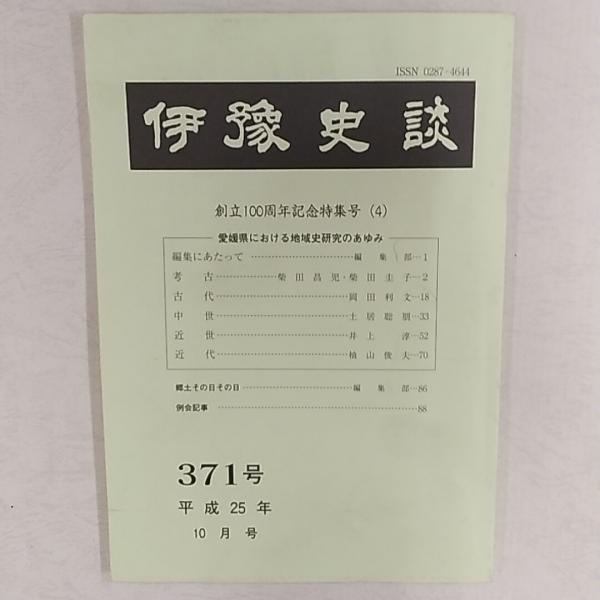 ISSN 0287-4644
伊豫史談
創立100周年記念特集号(4)
愛媛県における地域史研究のあゆみ
編集にあたって……………………編集部…1
考古………………柴田昌児・柴田圭子…2
古代……………………………岡田利文…18
中世……………………………土居聡朋…33
近世……………………………井上淳…52
近代……………………………柚山俊夫…70
郷土その日その日……………………編集部…86
例会記事……………………………………88
371号
平成25年
10月号